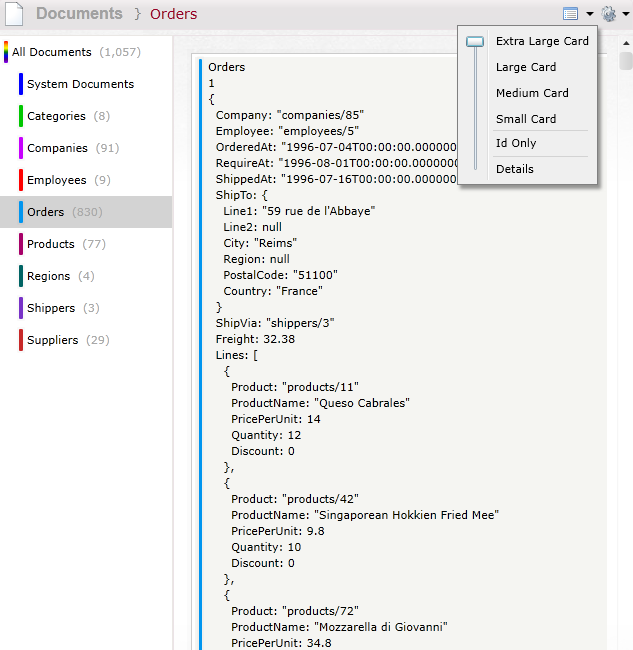 Documents } Orders
All Documents (1,057)
System Documents
Categories (8)
Companies (91)
Employees (9)
Orders (830)
Products (77)
Regions (4)
Shippers (3)
Suppliers (29)
Extra Large Card
Large Card
Medium Card
Small Card
Id Only
Details
Orders
1
{
Company: "companies/85"
Employee: "employees/5"
OrderedAt: "1996-07-04T00:00:00.0000000
RequireAt: "1996-08-01T00:00:00.0000000
ShippedAt: "1996-07-16T00:00:00.0000000
ShipTo: {
Line1: "59 rue de l'Abbaye"
Line2: null
City: "Reims"
Region: null
PostalCode: "51100"
Country: "France"
}
ShipVia: "shippers/3"
Freight: 32.38
Lines: [
{
Product: "products/11"
ProductName: "Queso Cabrales"
PricePerUnit: 14
Quantity: 12
Discount: 0
},
{
Product: "products/42"
ProductName: "Singaporean Hokkien Fried Mee"
PricePerUnit: 9.8
Quantity: 10
Discount: 0
},
{
Product: "products/72"
ProductName: "Mozzarella di Giovanni"
PricePerUnit: 34.8